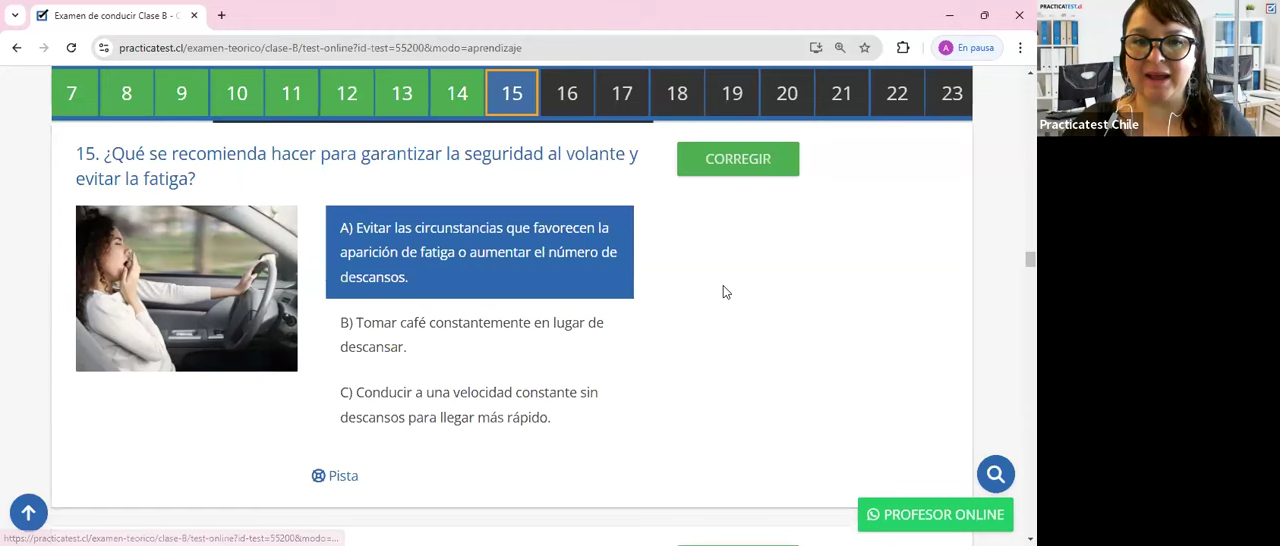 Examen de conducir Clase B - C
practicatest.cl/examen-teorico/clase-B/test-online?id-test=55200&modo=aprendizaje
A
En pausa
PRACTICATEST.cl
Practicatest Chile
7 8 9 10 11 12 13 14 15 16 17 18 19 20 21 22 23
15. ¿Qué se recomienda hacer para garantizar la seguridad al volante y
evitar la fatiga?
CORREGIR
A) Evitar las circunstancias que favorecen la
aparición de fatiga o aumentar el número de
descansos.
B) Tomar café constantemente en lugar de
descansar.
C) Conducir a una velocidad constante sin
descansos para llegar más rápido.
Pista
PROFESOR ONLINE
https://practicatest.cl/examen-teorico/clase-B/test-online?id-test=55200&modo=...